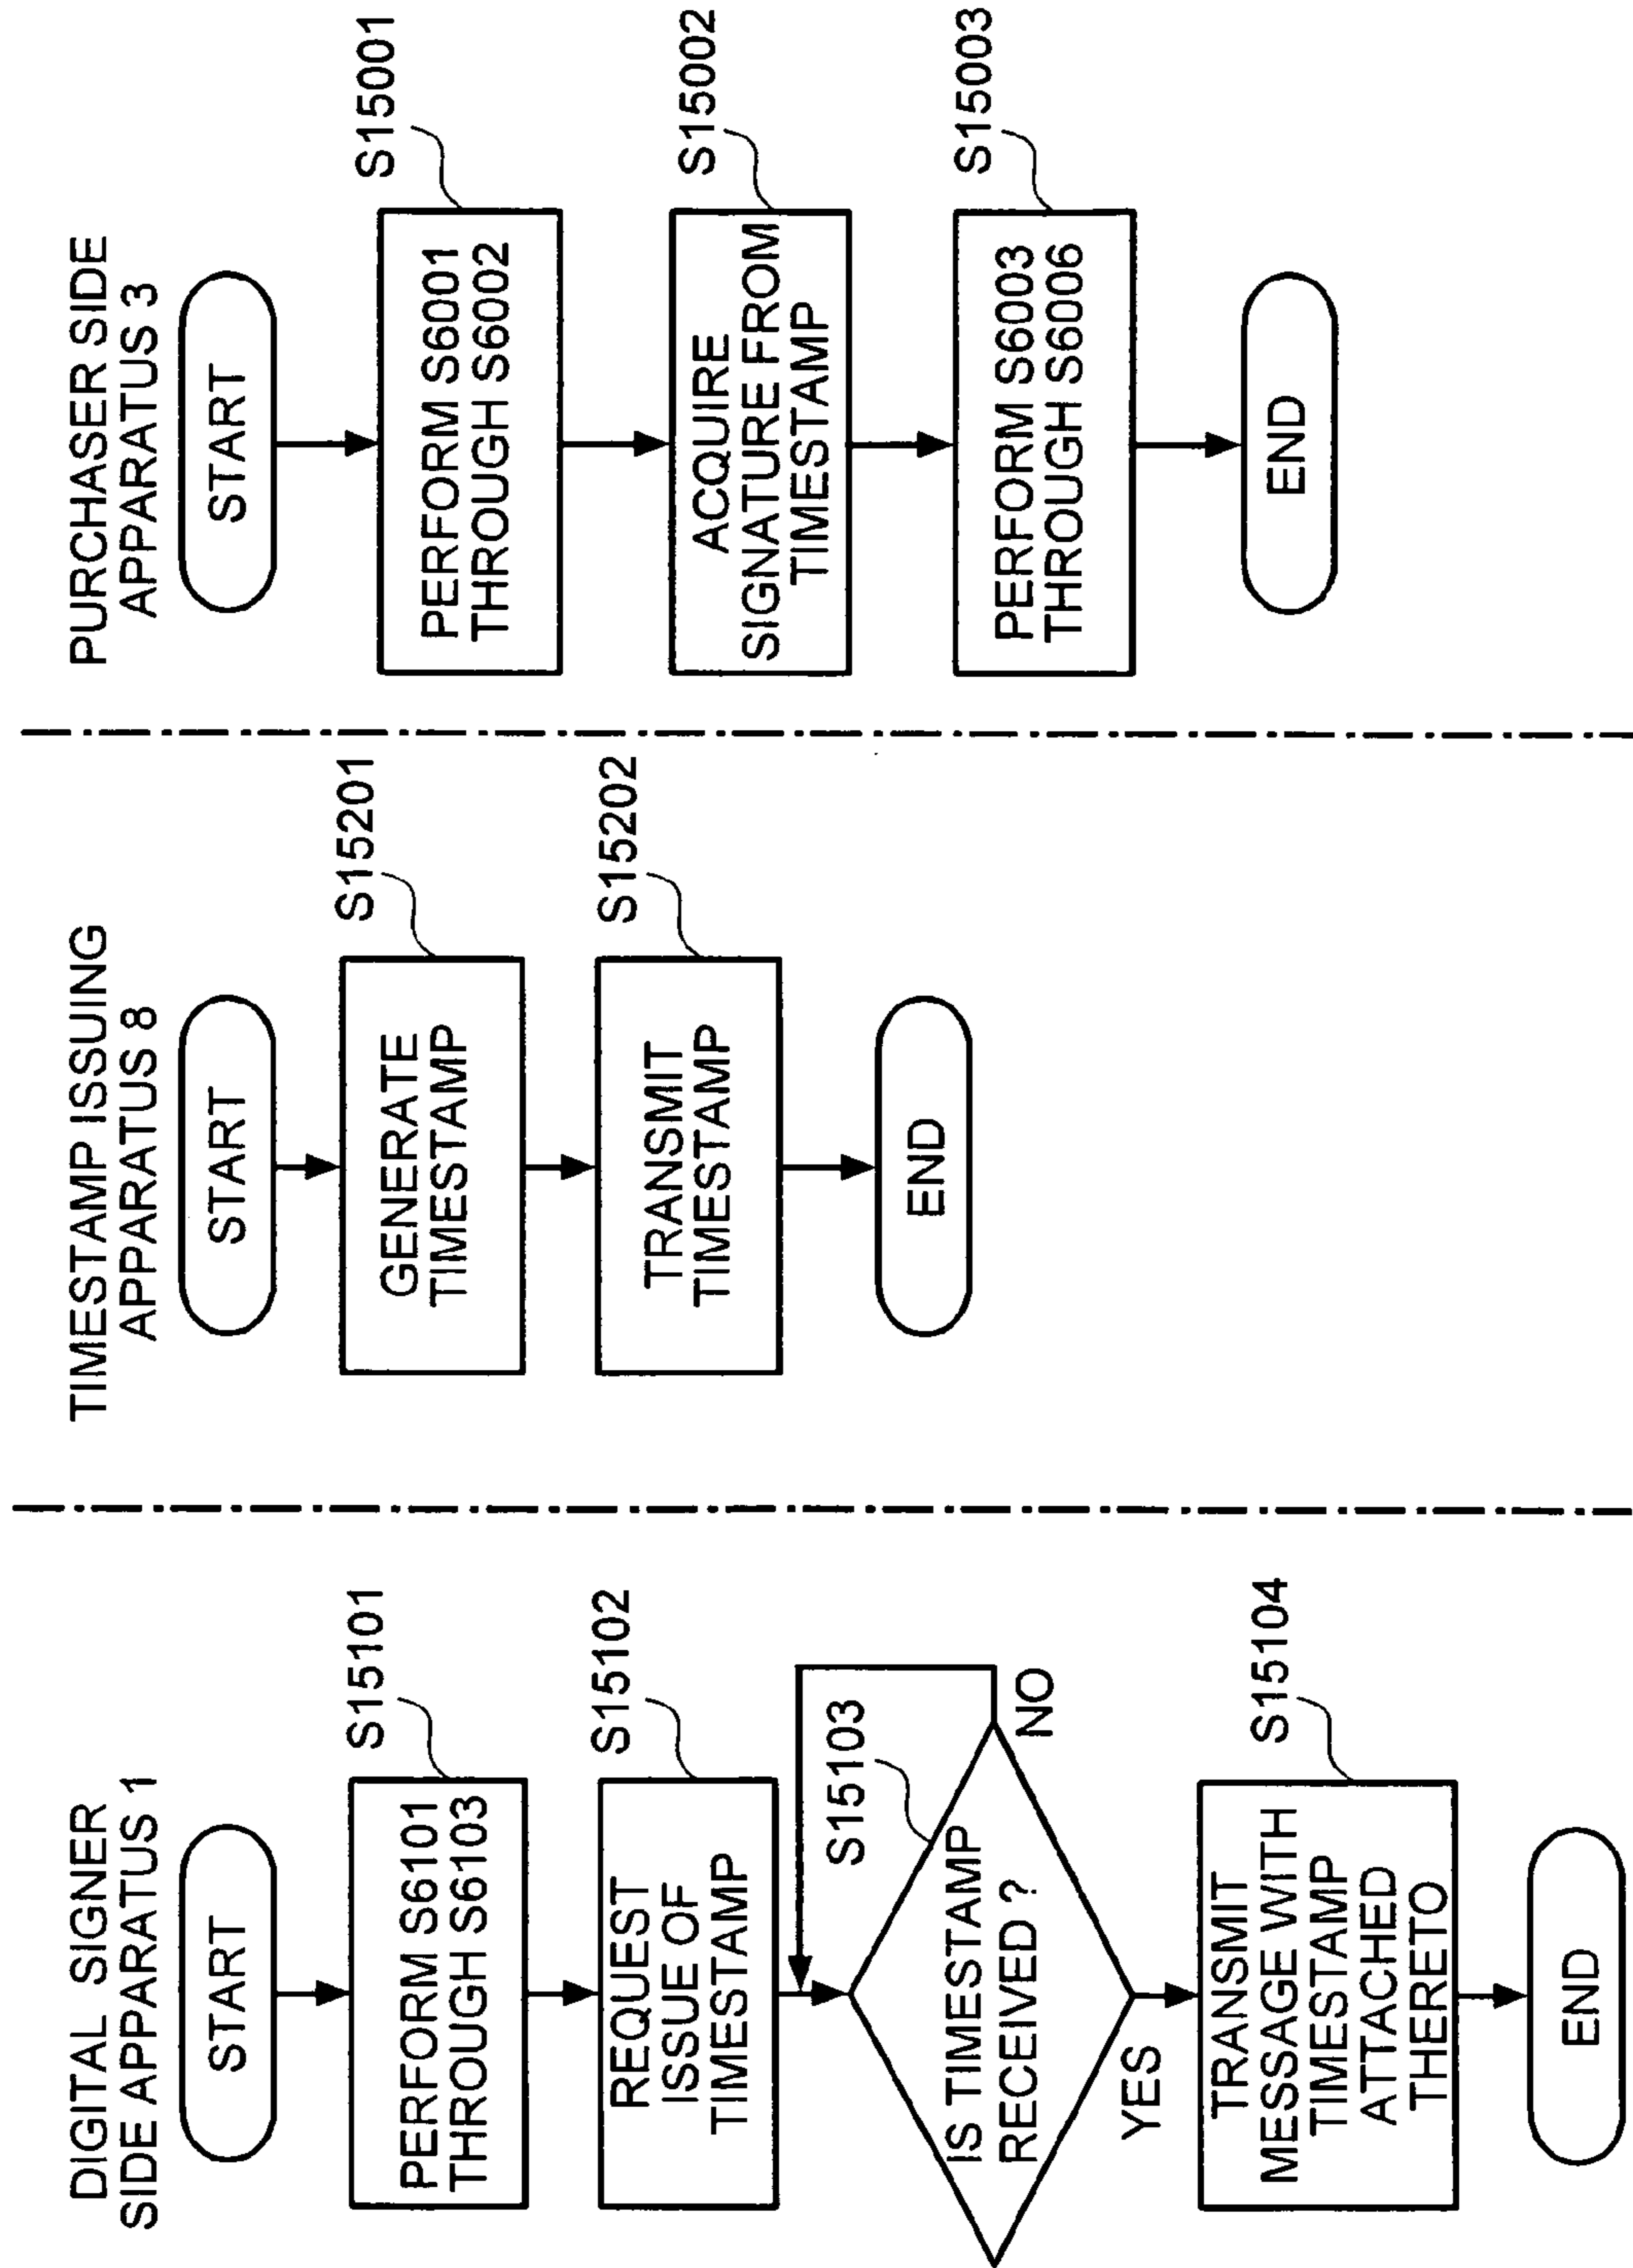 DIGITAL SIGNER
SIDE APPARATUS 1
START
S15101
PERFORM S6101
THROUGH S6103
S15102
REQUEST
ISSUE OF
TIMESTAMP
S15103
IS TIMESTAMP
RECEIVED ?
NO
YES
S15104
TRANSMIT
MESSAGE WITH
TIMESTAMP
ATTACHED
THERETO
END
TIMESTAMP ISSUING
APPARATUS 8
START
S15201
GENERATE
TIMESTAMP
S15202
TRANSMIT
TIMESTAMP
END
PURCHASER SIDE
APPARATUS 3
START
S15001
PERFORM S6001
THROUGH S6002
S15002
ACQUIRE
SIGNATURE FROM
TIMESTAMP
S15003
PERFORM S6003
THROUGH S6006
END